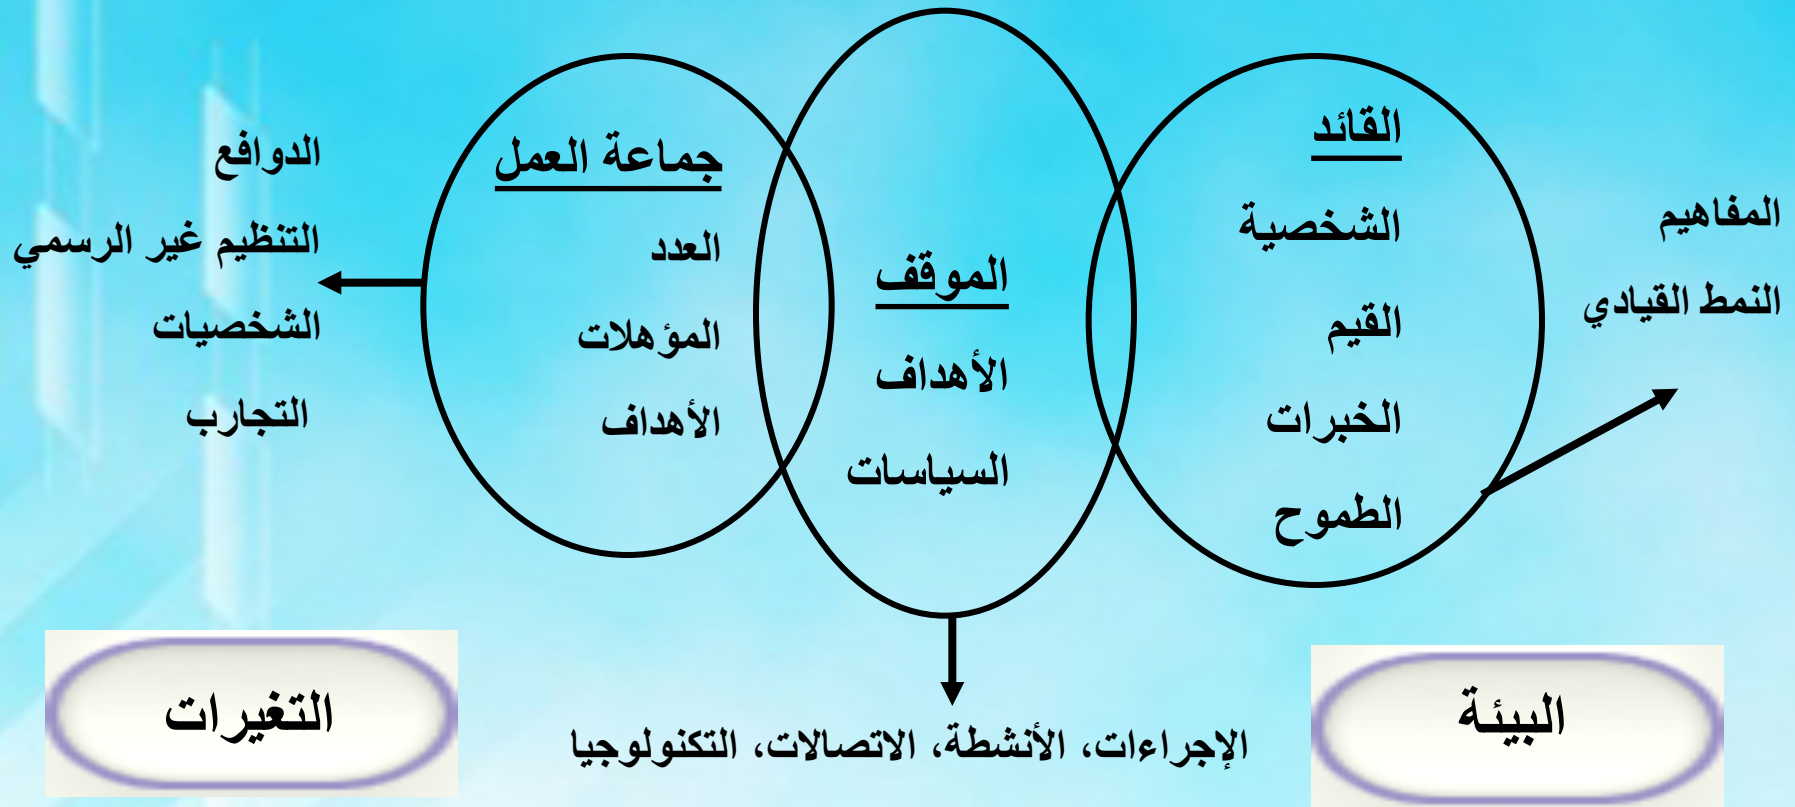 القائد
الشخصية
القيم
الخبرات
الطموح
المفاهيم
النمط القيادي
الموقف
الأهداف
السياسات
جماعة العمل
العدد
المؤهلات
الأهداف
الدوافع
التنظيم غير الرسمي
الشخصيات
التجارب
الإجراءات، الأنشطة، الاتصالات، التكنولوجيا
البيئة
التغيرات